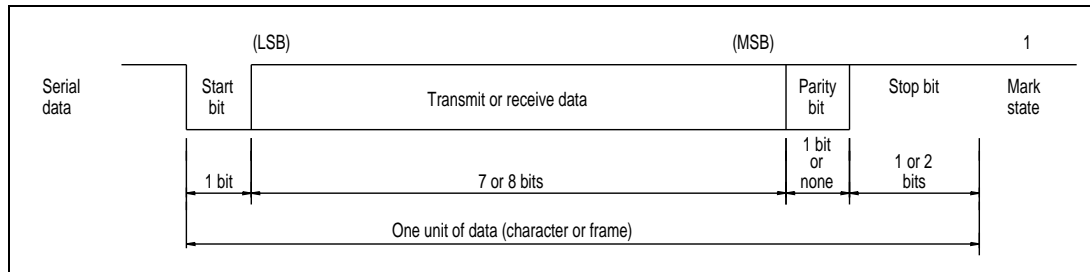 (LSB) (MSB) 1
Serial data
Start bit
Transmit or receive data
Parity bit
Stop bit
Mark state
1 bit
7 or 8 bits
1 bit or none
1 or 2 bits
One unit of data (character or frame)